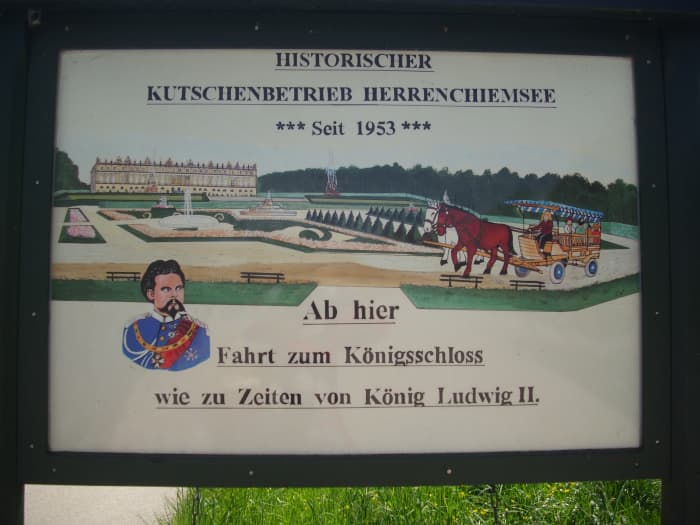 HISTORISCHER
KUTSCHENBETRIEB HERRENCHIEMSEE
*** Seit 1953 ***
Ab hier
Fahrt zum Königsschloss
wie zu Zeiten von König Ludwig II.